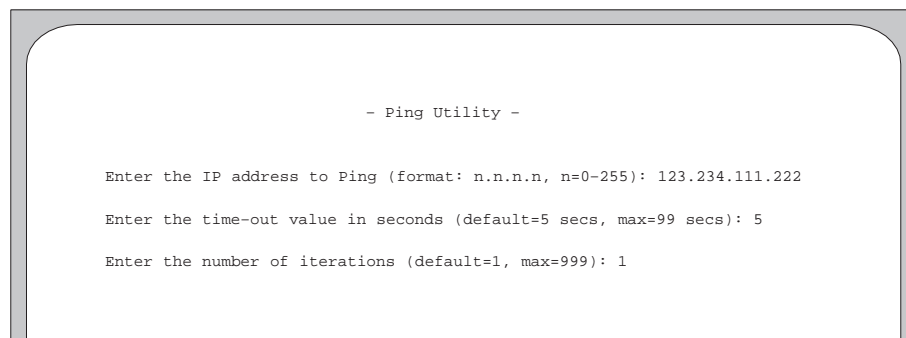 - Ping Utility -
Enter the IP address to Ping (format: n.n.n.n, n=0-255): 123.234.111.222
Enter the time-out value in seconds (default=5 secs, max=99 secs): 5
Enter the number of iterations (default=1, max=999): 1